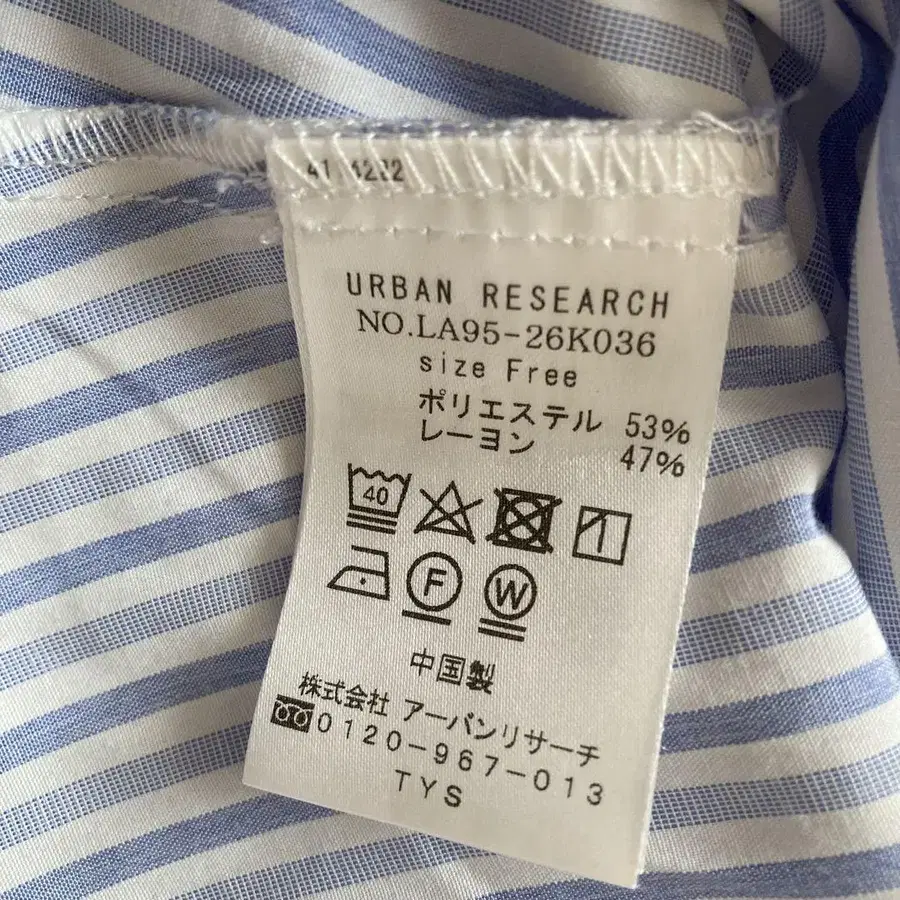 URBAN RESEARCH
NO.LA95-26K036
size Free
ポリエステル 53%
レーヨン 47%
40
F
W
中国製
株式会社 アーバンリサーチ
0120-967-013
TYS